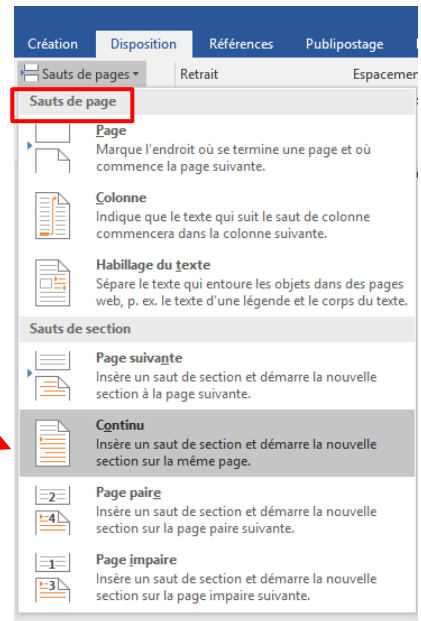 Création Disposition Références Publipostage
Sauts de pages Retrait Espacemen
Sauts de page
Page
Marque l'endroit où se termine une page et où
commence la page suivante.
Colonne
Indique que le texte qui suit le saut de colonne
commencera dans la colonne suivante.
Habillage du texte
Sépare le texte qui entoure les objets dans des pages
web, p. ex. le texte d'une légende et le corps du texte.
Sauts de section
Page suivante
Insère un saut de section et démarre la nouvelle
section à la page suivante.
Continu
Insère un saut de section et démarre la nouvelle
section sur la même page.
2
4
Page paire
Insère un saut de section et démarre la nouvelle
section sur la page paire suivante.
1
3
Page impaire
Insère un saut de section et démarre la nouvelle
section sur la page impaire suivante.